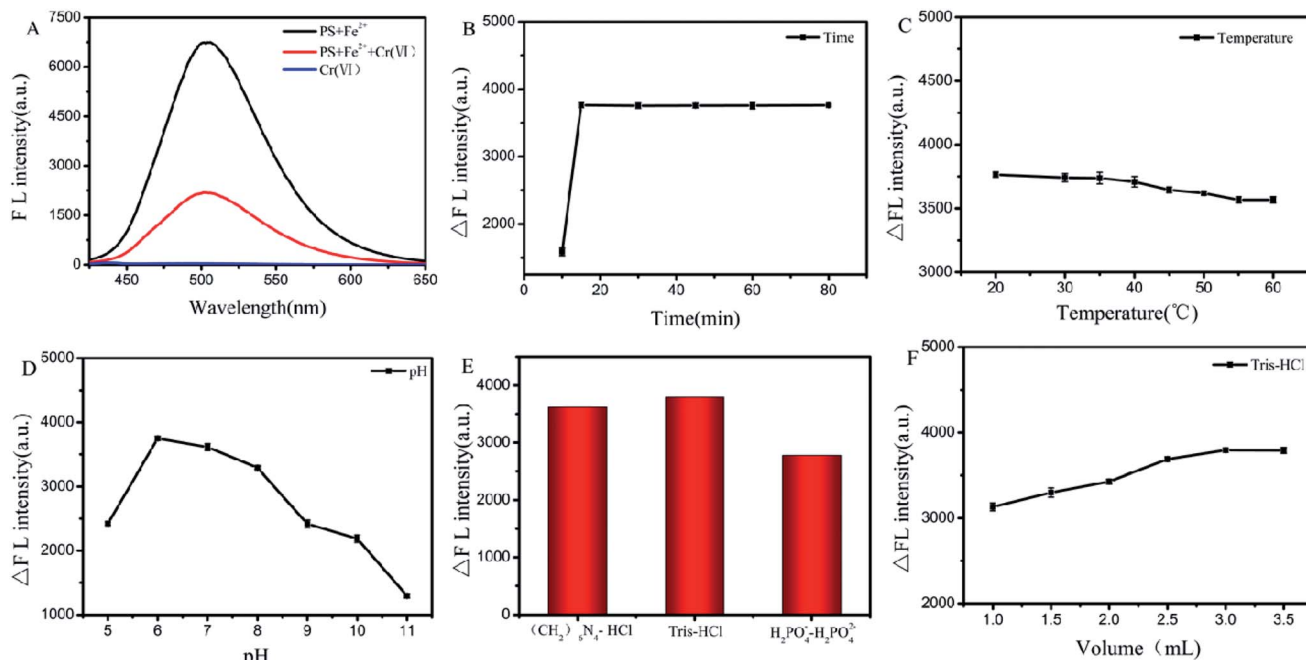 A
7500
6000
4500
3000
1500
0
F L intensity(a.u.)
450 500 550 600 650
Wavelength(nm)
PS+Fe²⁺
PS+Fe²⁺+Cr(VI)
Cr(VI)
B
5000
4000
3000
2000
△F L intensity(a.u.)
0 20 40 60 80 100
Time(min)
Time
C
5000
4500
4000
3500
3000
△FL intensity(a.u.)
20 30 40 50 60
Temperature(℃)
Temperature
D
5000
4000
3000
2000
1000
△F L intensity(a.u.)
5 6 7 8 9 10 11
pH
pH
E
4000
3000
2000
1000
0
△F L intensity(a.u.)
(CH₂)₆N₄-HCl Tris-HCl H₂PO₄⁻-H₂PO₄²⁻
F
5000
4000
3000
2000
△FL intensity(a.u.)
1.0 1.5 2.0 2.5 3.0 3.5
Volume (mL)
Tris-HCl